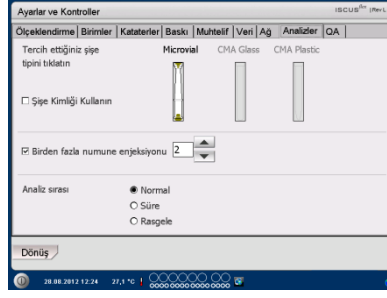 Ayarlar ve Kontroller
ISCUS
Ölçeklendirme Birimler Kataterler Baskı Muhtelif Veri Ağ Analizler QA
Tercih ettiğiniz şişe
tipini tıklatın
Microvial CMA Glass CMA Plastic
Şişe Kimliği Kullanın
Birden fazla numune enjeksiyonu 2
Analiz sırası
Normal
Süre
Rasgele
Dönüş
28.08.2012 12:24 27,1 °C